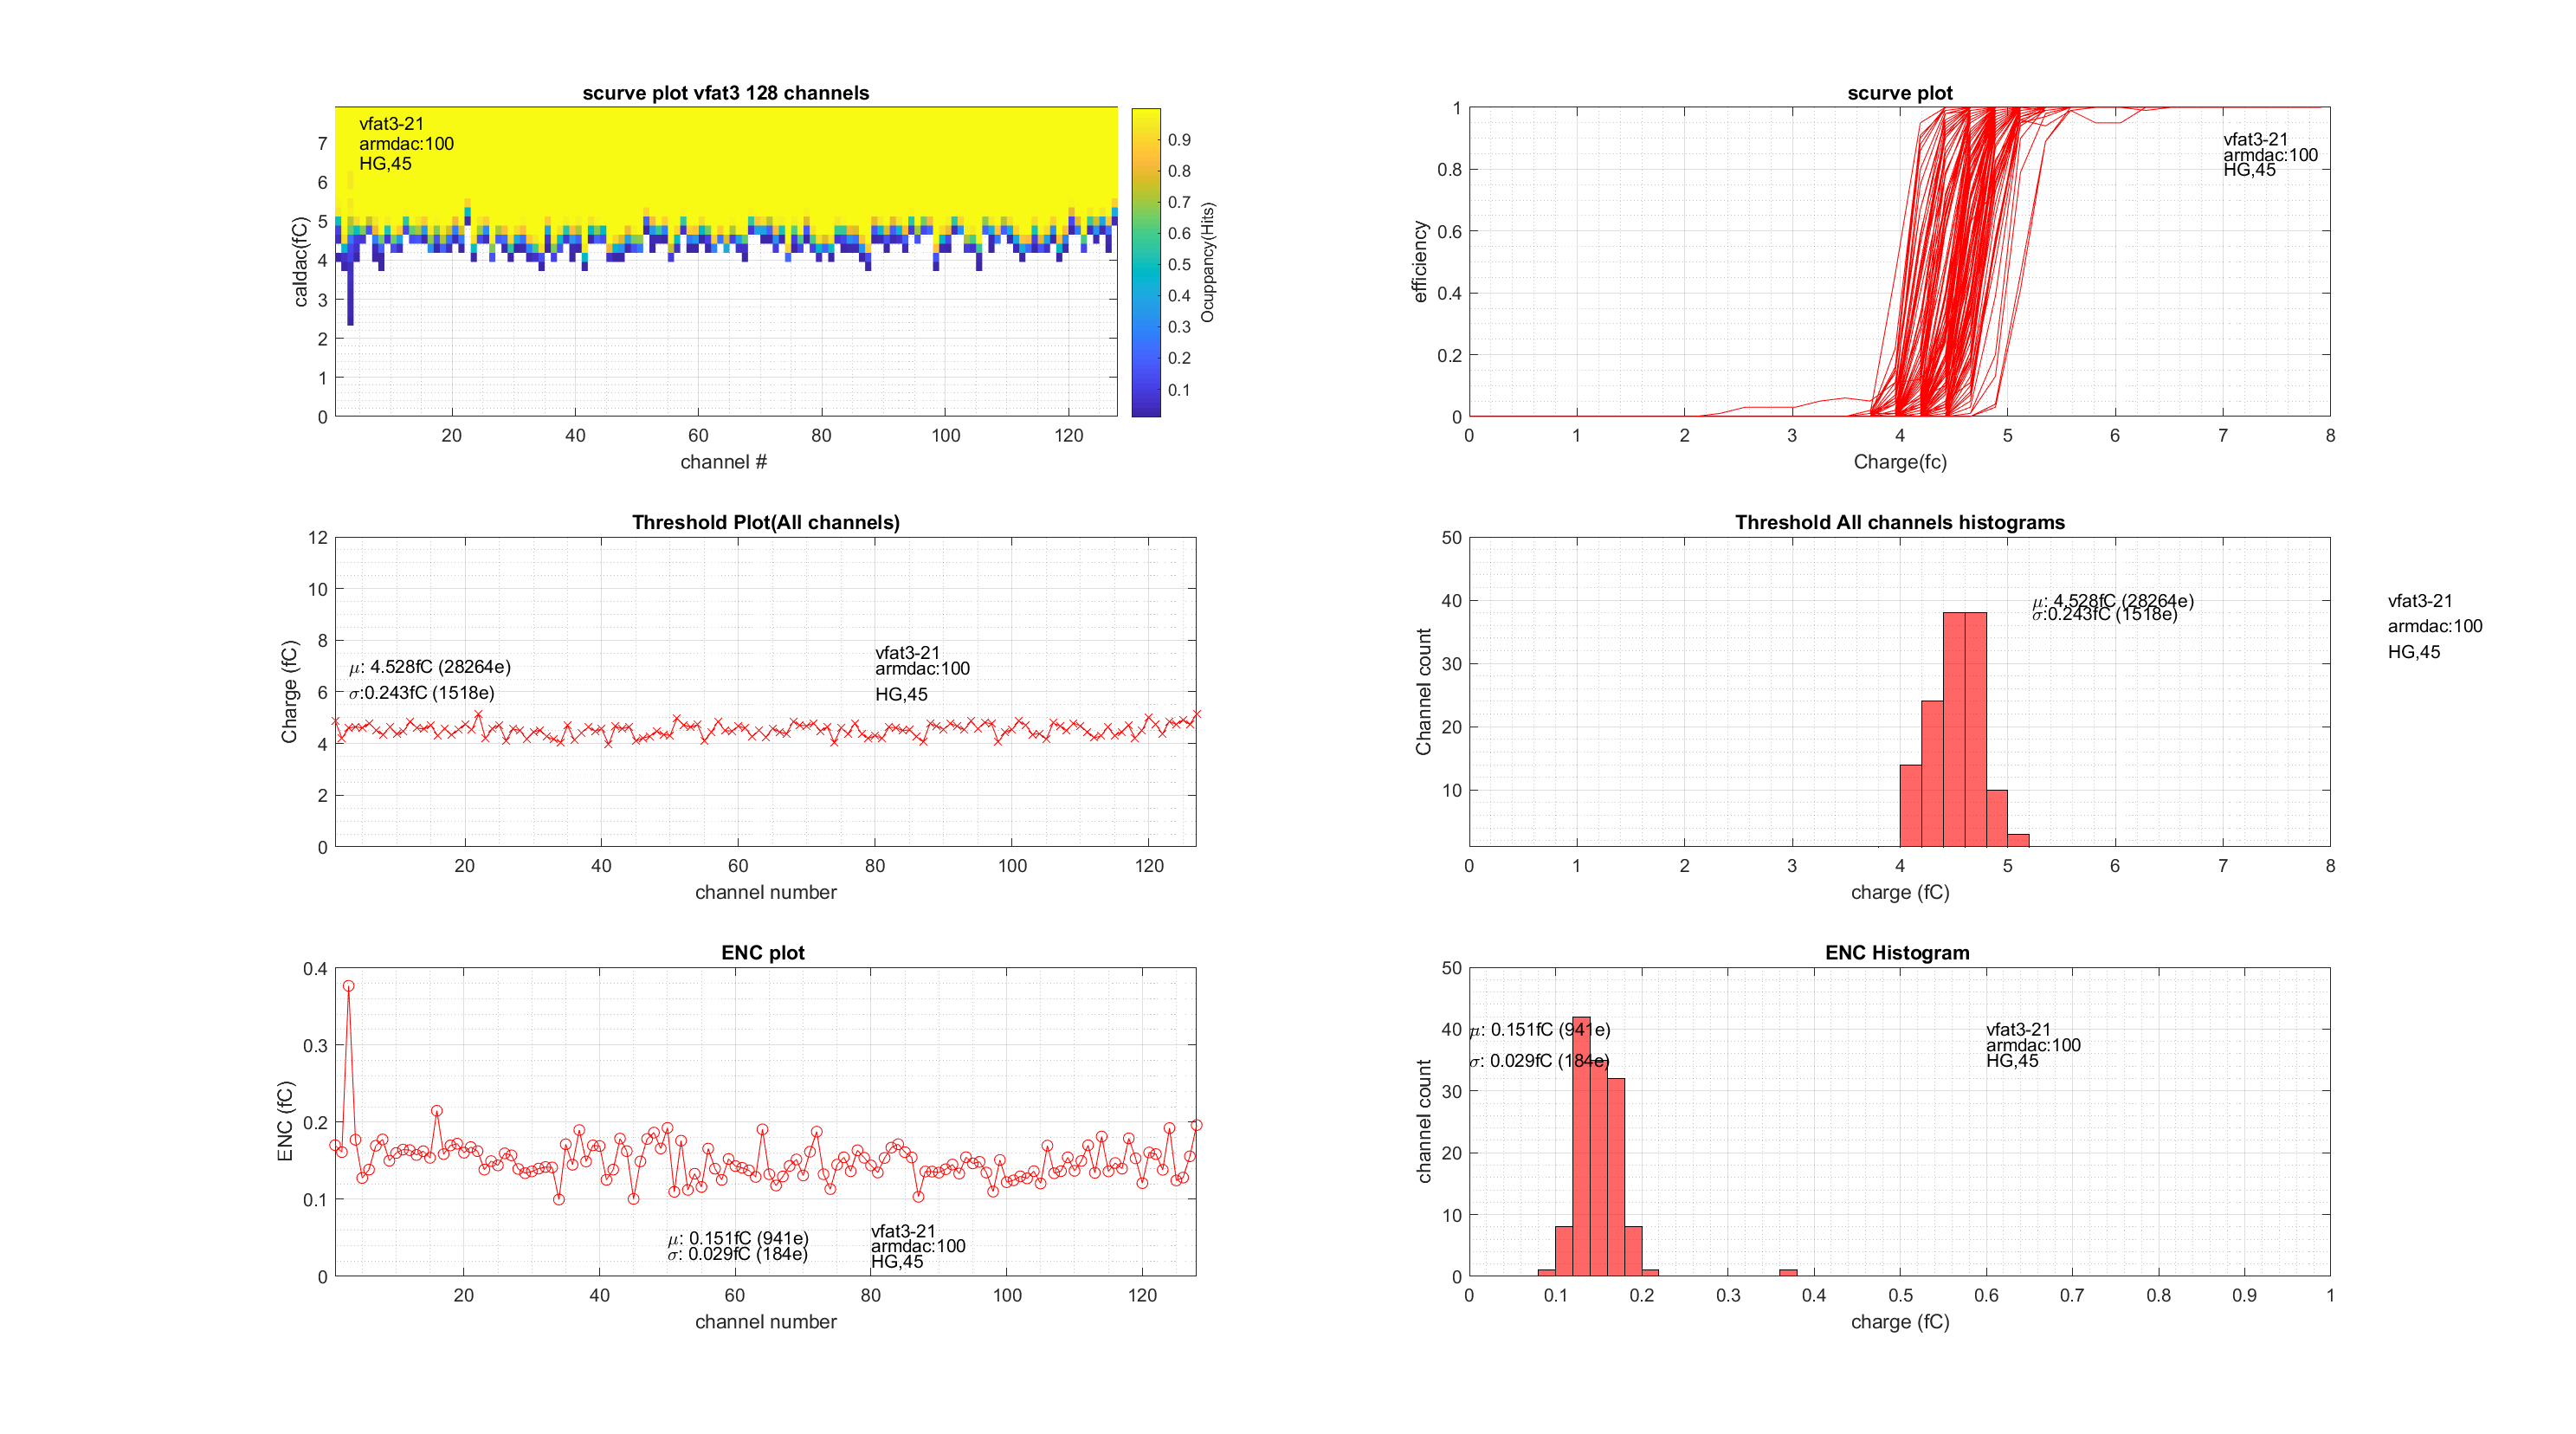 scurve plot vfat3 128 channels
vfat3-21
armdac:100
HG,45
caldac(fC)
7
6
5
4
3
2
1
0
20 40 60 80 100 120
channel #
0.9
0.8
0.7
0.6
0.5
0.4
0.3
0.2
0.1
Ocuppancy(Hits)
scurve plot
vfat3-21
armdac:100
HG,45
efficiency
1
0.8
0.6
0.4
0.2
0
0 1 2 3 4 5 6 7 8
Charge(fc)
Threshold Plot(All channels)
Charge (fC)
12
10
8
6
4
2
0
μ: 4.528fC (28264e)
σ:0.243fC (1518e)
vfat3-21
armdac:100
HG,45
20 40 60 80 100 120
channel number
Threshold All channels histograms
Channel count
50
40
30
20
10
μ: 4.528fC (28264e)
σ:0.243fC (1518e)
vfat3-21
armdac:100
HG,45
0 1 2 3 4 5 6 7 8
charge (fC)
ENC plot
ENC (fC)
0.4
0.3
0.2
0.1
0
μ: 0.151fC (941e)
σ: 0.029fC (184e)
vfat3-21
armdac:100
HG,45
20 40 60 80 100 120
channel number
ENC Histogram
channel count
50
40
30
20
10
0
μ: 0.151fC (941e)
σ: 0.029fC (184e)
vfat3-21
armdac:100
HG,45
0 0.1 0.2 0.3 0.4 0.5 0.6 0.7 0.8 0.9 1
charge (fC)